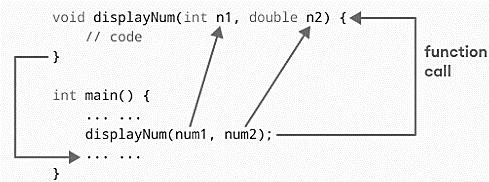 void displayNum(int n1, double n2) {
// code
}
function
call
int main() {
... ...
displayNum(num1, num2);
... ...
}